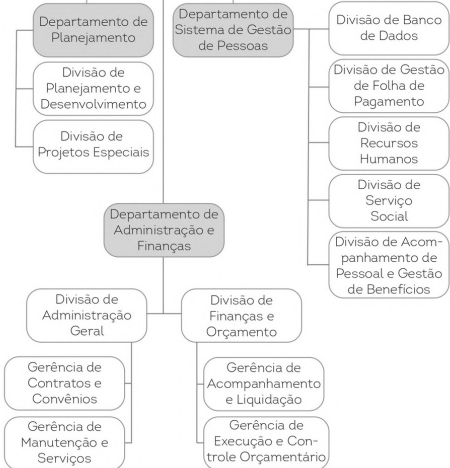 Departamento de
Planejamento
Divisão de
Planejamento e
Desenvolvimento
Divisão de
Projetos Especiais
Departamento de
Sistema de Gestão
de Pessoas
Divisão de Banco
de Dados
Divisão de Gestão
de Folha de
Pagamento
Divisão de
Recursos
Humanos
Divisão de
Serviço
Social
Divisão de Acom-
panhamento de
Pessoal e Gestão
de Benefícios
Departamento de
Administração e
Finanças
Divisão de
Administração
Geral
Gerência de
Contratos e
Convênios
Gerência de
Manutenção e
Serviços
Divisão de
Finanças e
Orçamento
Gerência de
Acompanhamento
e Liquidação
Gerência de
Execução e Con-
trole Orçamentário